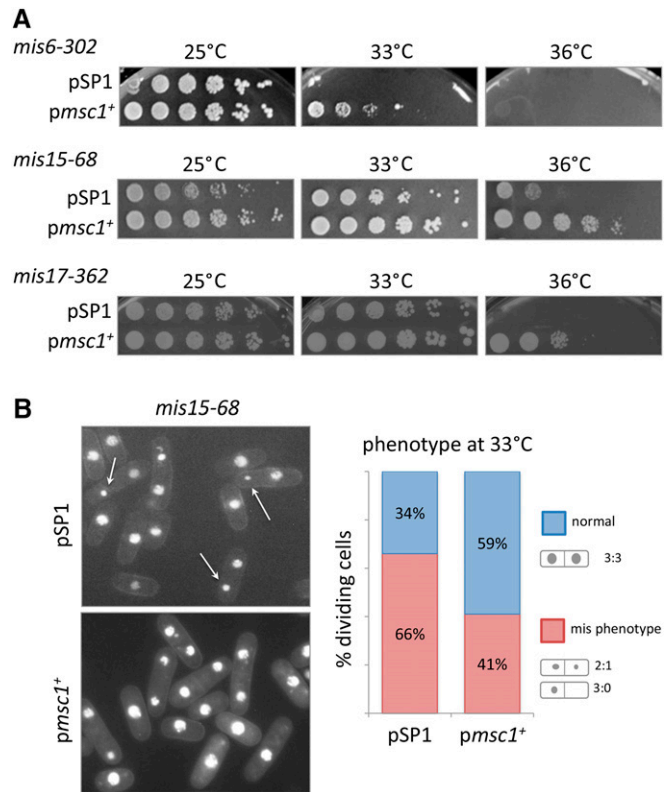 A
mis6-302
25°C 33°C 36°C
pSP1
pmsc1+
mis15-68
25°C 33°C 36°C
pSP1
pmsc1+
mis17-362
25°C 33°C 36°C
pSP1
pmsc1+
B
mis15-68
pSP1
pmsc1+
phenotype at 33°C
% dividing cells
34%
66%
59%
41%
pSP1 pmsc1+
normal
3:3
mis phenotype
2:1
3:0